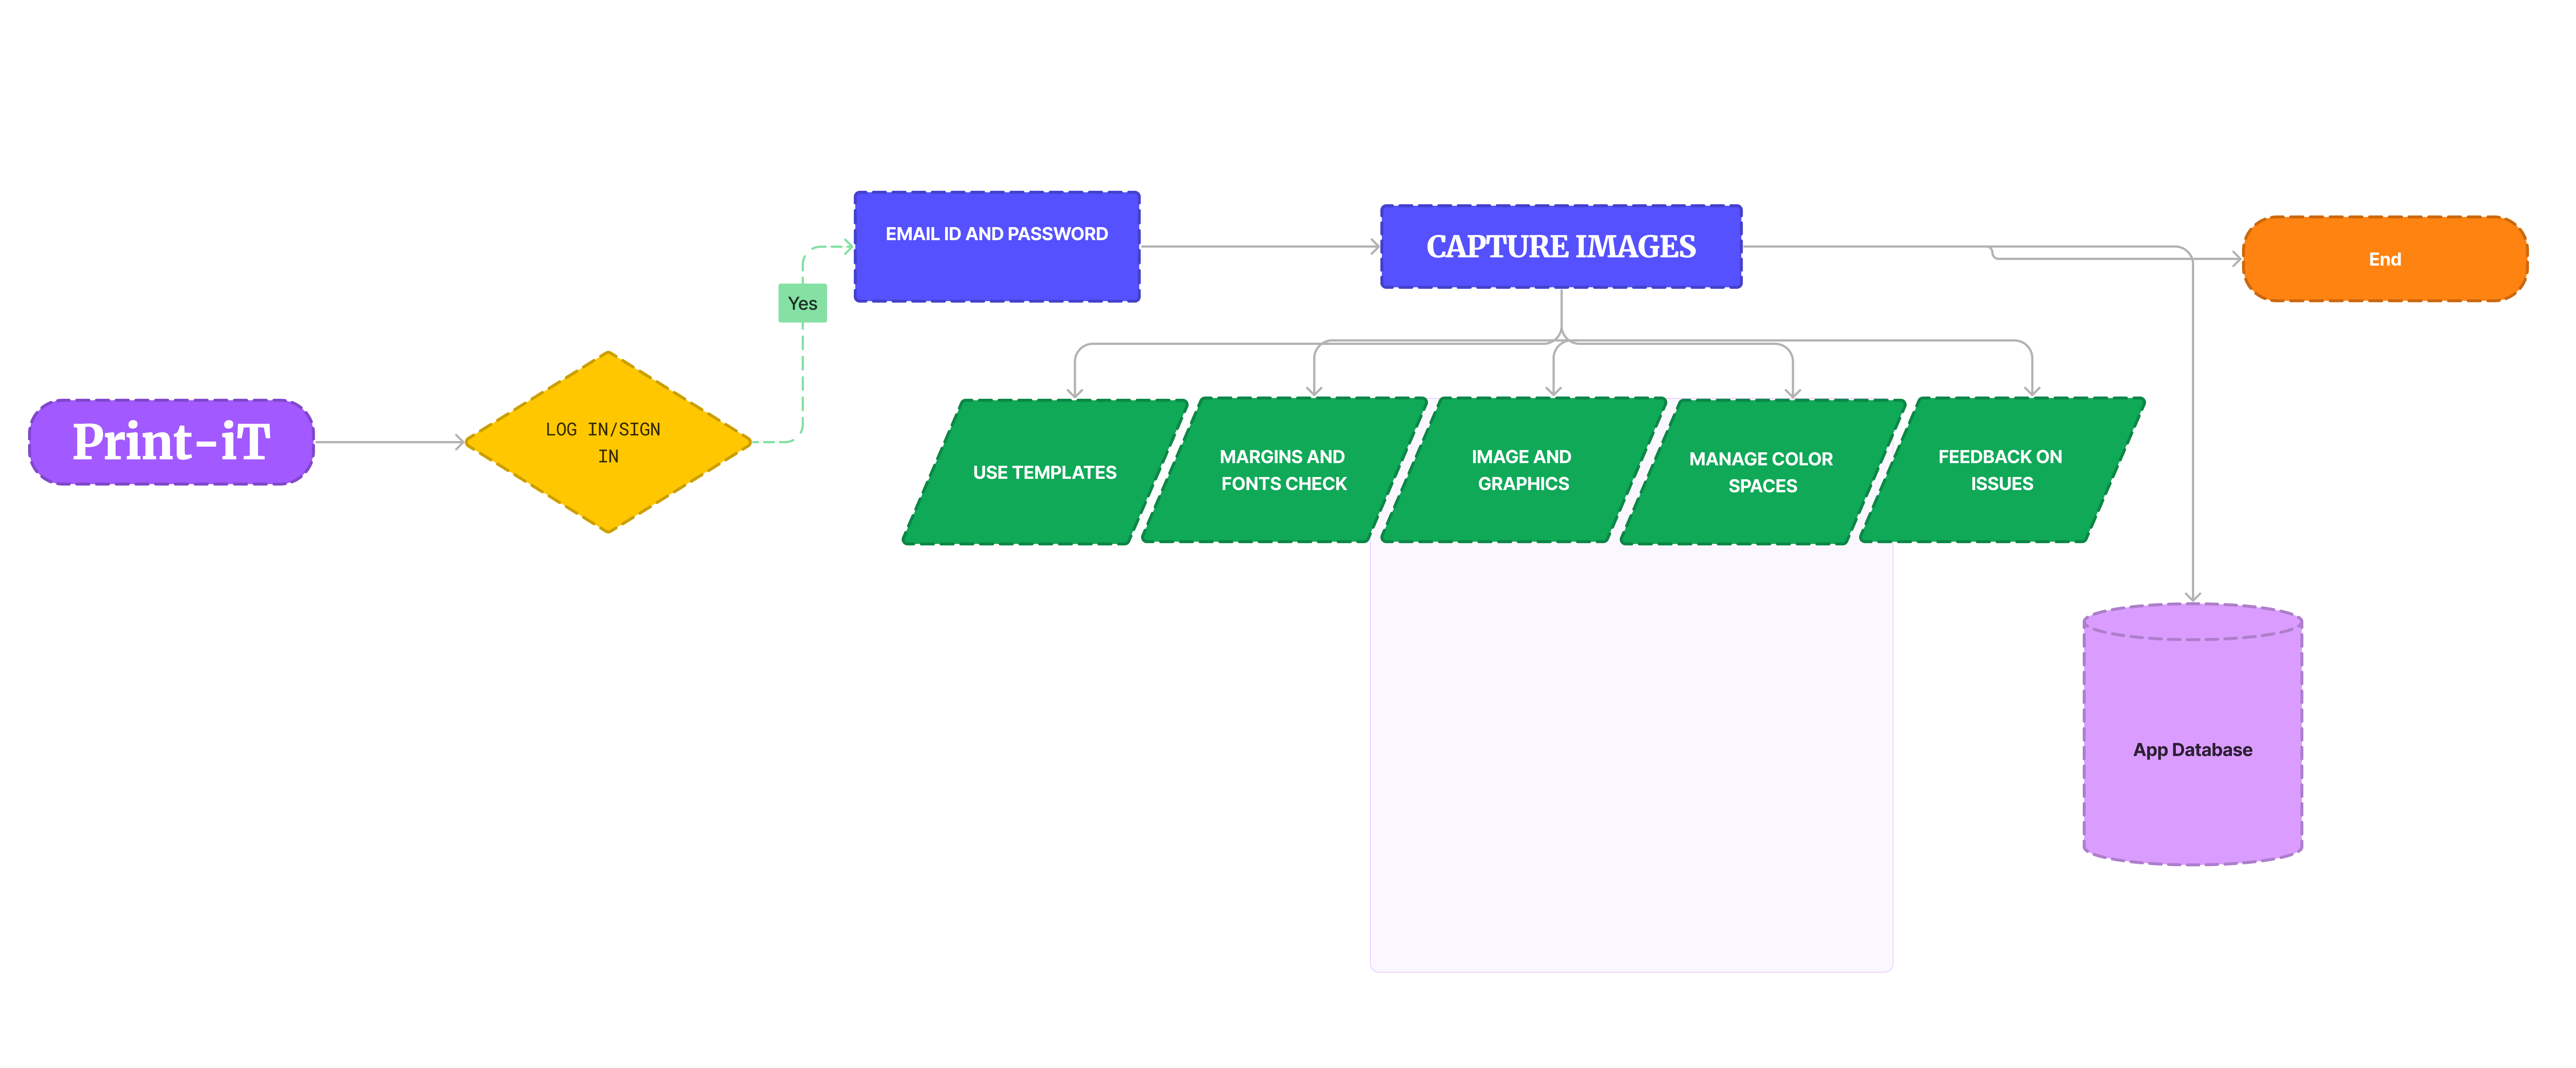 Print-iT
LOG IN/SIGN
IN
Yes
EMAIL ID AND PASSWORD
CAPTURE IMAGES
End
USE TEMPLATES
MARGINS AND
FONTS CHECK
IMAGE AND
GRAPHICS
MANAGE COLOR
SPACES
FEEDBACK ON
ISSUES
App Database